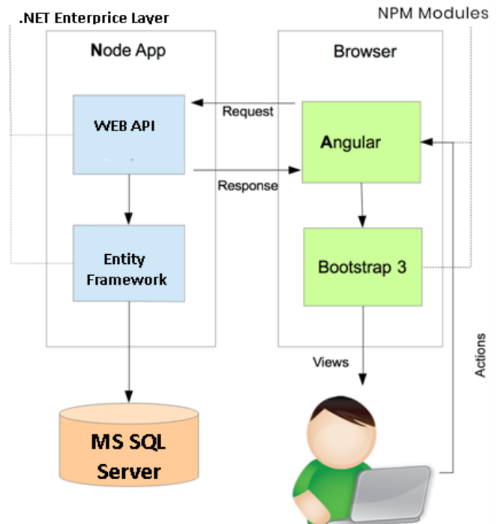 .NET Enterprice Layer
NPM Modules
Node App
Browser
WEB API
Request
Angular
Response
Entity
Framework
Bootstrap 3
Views
Actions
MS SQL
Server